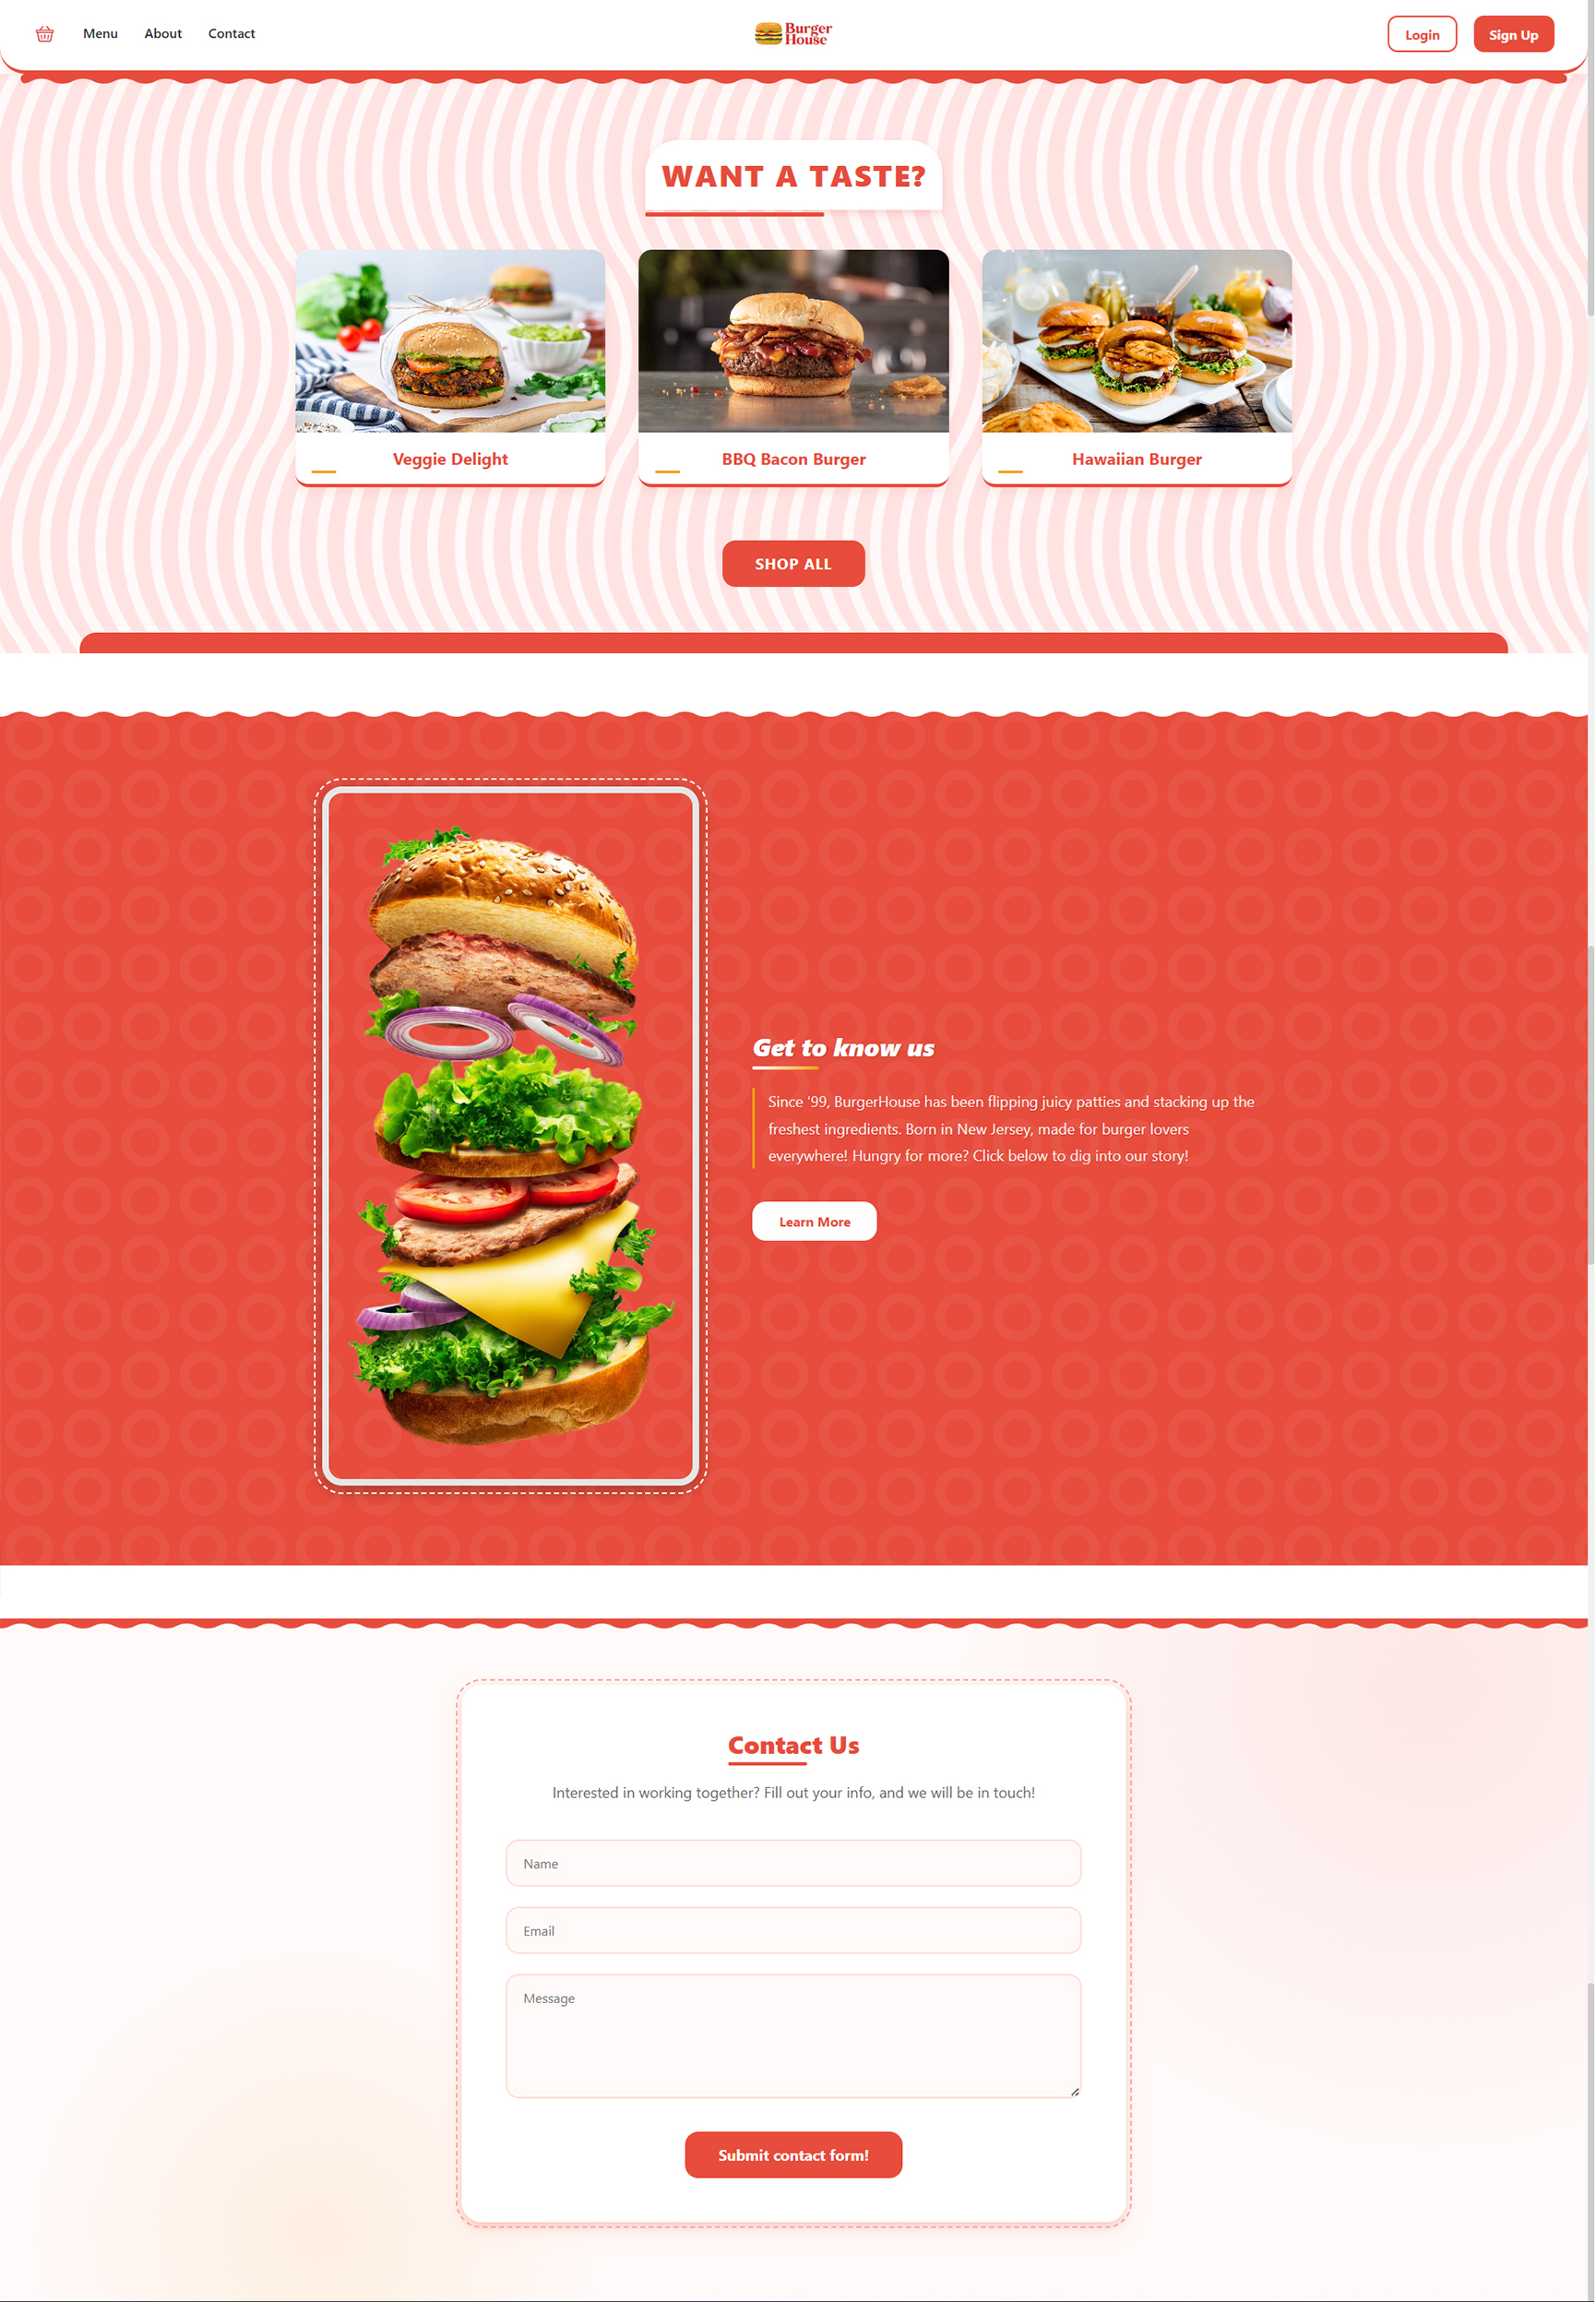 Menu About Contact
Burger
House
Login Sign Up
WANT A TASTE?
Veggie Delight
BBQ Bacon Burger
Hawaiian Burger
SHOP ALL
Get to know us
Since '99, BurgerHouse has been flipping juicy patties and stacking up the
freshest ingredients. Born in New Jersey, made for burger lovers
everywhere! Hungry for more? Click below to dig into our story!
Learn More
Contact Us
Interested in working together? Fill out your info, and we will be in touch!
Name
Email
Message
Submit contact form!